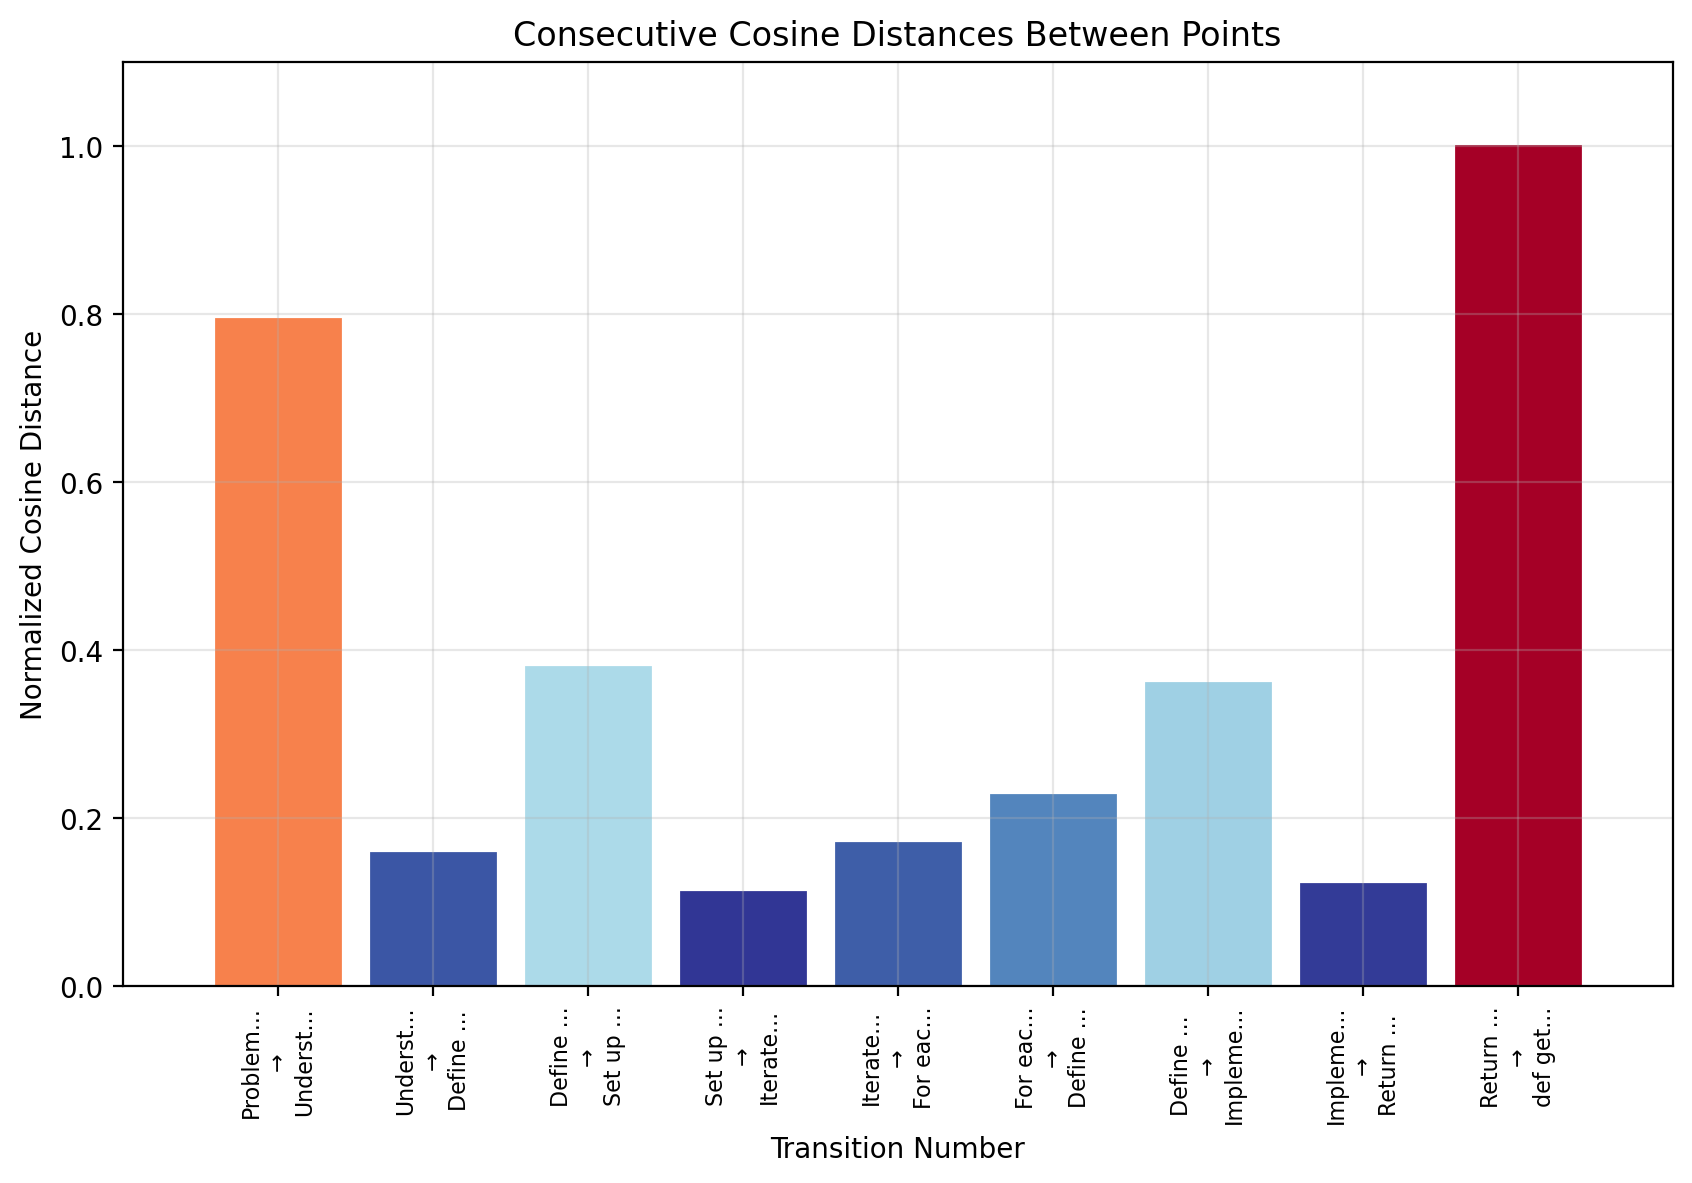 Consecutive Cosine Distances Between Points
Normalized Cosine Distance
1.0
0.8
0.6
0.4
0.2
0.0
Problem...
→
Underst...
Underst...
→
Define ...
Define ...
→
Set up ...
Set up ...
→
Iterate...
Iterate...
→
For eac...
For eac...
→
Define ...
Define ...
→
Impleme...
Impleme...
→
Return ...
Return ...
→
def get...
Transition Number